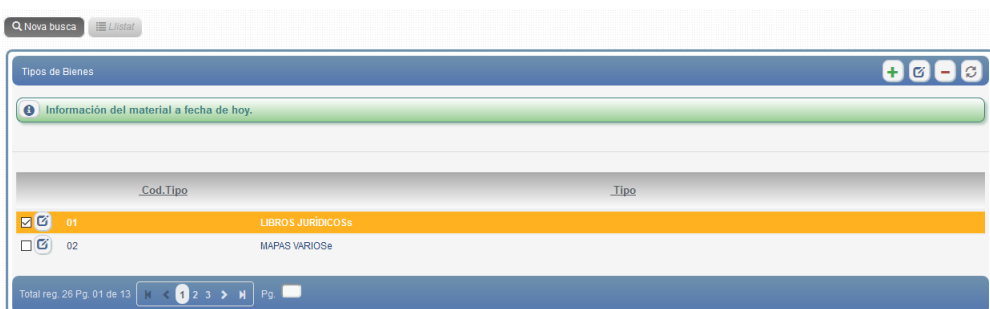 Nova busca Llistat
Tipos de Bienes
Información del material a fecha de hoy.
Cod.Tipo Tipo
01 LIBROS JURÍDICOSs
02 MAPAS VARIOSe
Total reg. 26 Pg. 01 de 13 1 2 3 Pg.